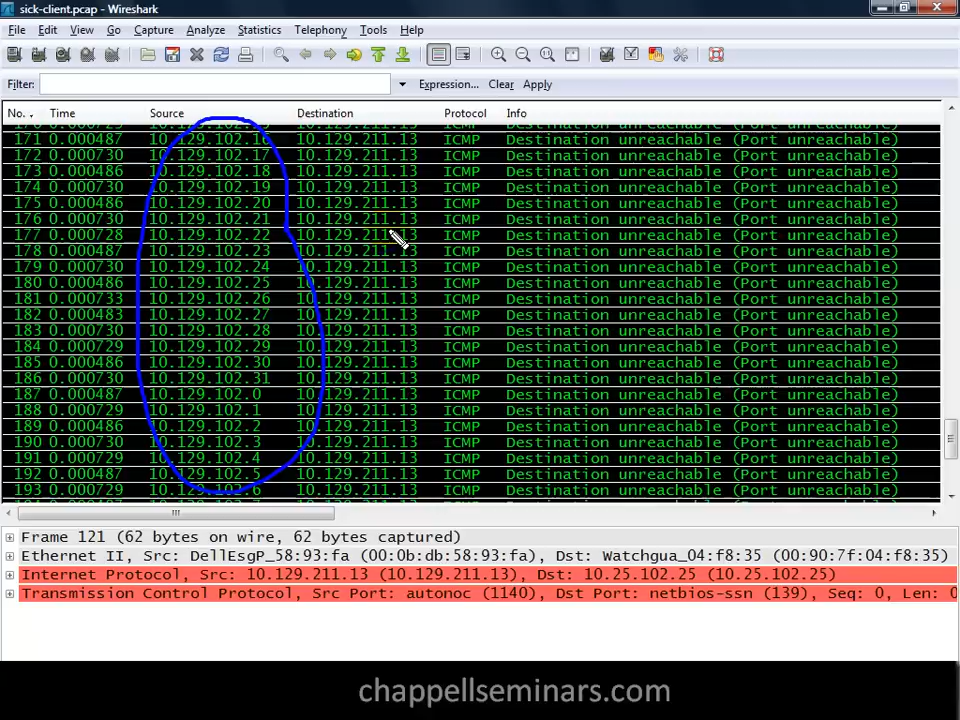 sick-client.pcap - Wireshark
File Edit View Go Capture Analyze Statistics Telephony Tools Help
Filter: Expression... Clear Apply
No. Time Source Destination Protocol Info
171 0.000487 10.129.102.16 10.129.211.13 ICMP Destination unreachable (Port unreachable)
172 0.000730 10.129.102.17 10.129.211.13 ICMP Destination unreachable (Port unreachable)
173 0.000486 10.129.102.18 10.129.211.13 ICMP Destination unreachable (Port unreachable)
174 0.000730 10.129.102.19 10.129.211.13 ICMP Destination unreachable (Port unreachable)
175 0.000486 10.129.102.20 10.129.211.13 ICMP Destination unreachable (Port unreachable)
176 0.000730 10.129.102.21 10.129.211.13 ICMP Destination unreachable (Port unreachable)
177 0.000728 10.129.102.22 10.129.211.13 ICMP Destination unreachable (Port unreachable)
178 0.000487 10.129.102.23 10.129.211.13 ICMP Destination unreachable (Port unreachable)
179 0.000730 10.129.102.24 10.129.211.13 ICMP Destination unreachable (Port unreachable)
180 0.000486 10.129.102.25 10.129.211.13 ICMP Destination unreachable (Port unreachable)
181 0.000733 10.129.102.26 10.129.211.13 ICMP Destination unreachable (Port unreachable)
182 0.000483 10.129.102.27 10.129.211.13 ICMP Destination unreachable (Port unreachable)
183 0.000730 10.129.102.28 10.129.211.13 ICMP Destination unreachable (Port unreachable)
184 0.000729 10.129.102.29 10.129.211.13 ICMP Destination unreachable (Port unreachable)
185 0.000486 10.129.102.30 10.129.211.13 ICMP Destination unreachable (Port unreachable)
186 0.000730 10.129.102.31 10.129.211.13 ICMP Destination unreachable (Port unreachable)
187 0.000487 10.129.102.0 10.129.211.13 ICMP Destination unreachable (Port unreachable)
188 0.000729 10.129.102.1 10.129.211.13 ICMP Destination unreachable (Port unreachable)
189 0.000486 10.129.102.2 10.129.211.13 ICMP Destination unreachable (Port unreachable)
190 0.000730 10.129.102.3 10.129.211.13 ICMP Destination unreachable (Port unreachable)
191 0.000729 10.129.102.4 10.129.211.13 ICMP Destination unreachable (Port unreachable)
192 0.000487 10.129.102.5 10.129.211.13 ICMP Destination unreachable (Port unreachable)
193 0.000729 10.129.102.6 10.129.211.13 ICMP Destination unreachable (Port unreachable)
Frame 121 (62 bytes on wire, 62 bytes captured)
Ethernet II, Src: DellEsgP_58:93:fa (00:0b:db:58:93:fa), Dst: Watchgua_04:f8:35 (00:90:7f:04:f8:35)
Internet Protocol, Src: 10.129.211.13 (10.129.211.13), Dst: 10.25.102.25 (10.25.102.25)
Transmission Control Protocol, Src Port: autonoc (1140), Dst Port: netbios-ssn (139), Seq: 0, Len: 0
chappellseminars.com